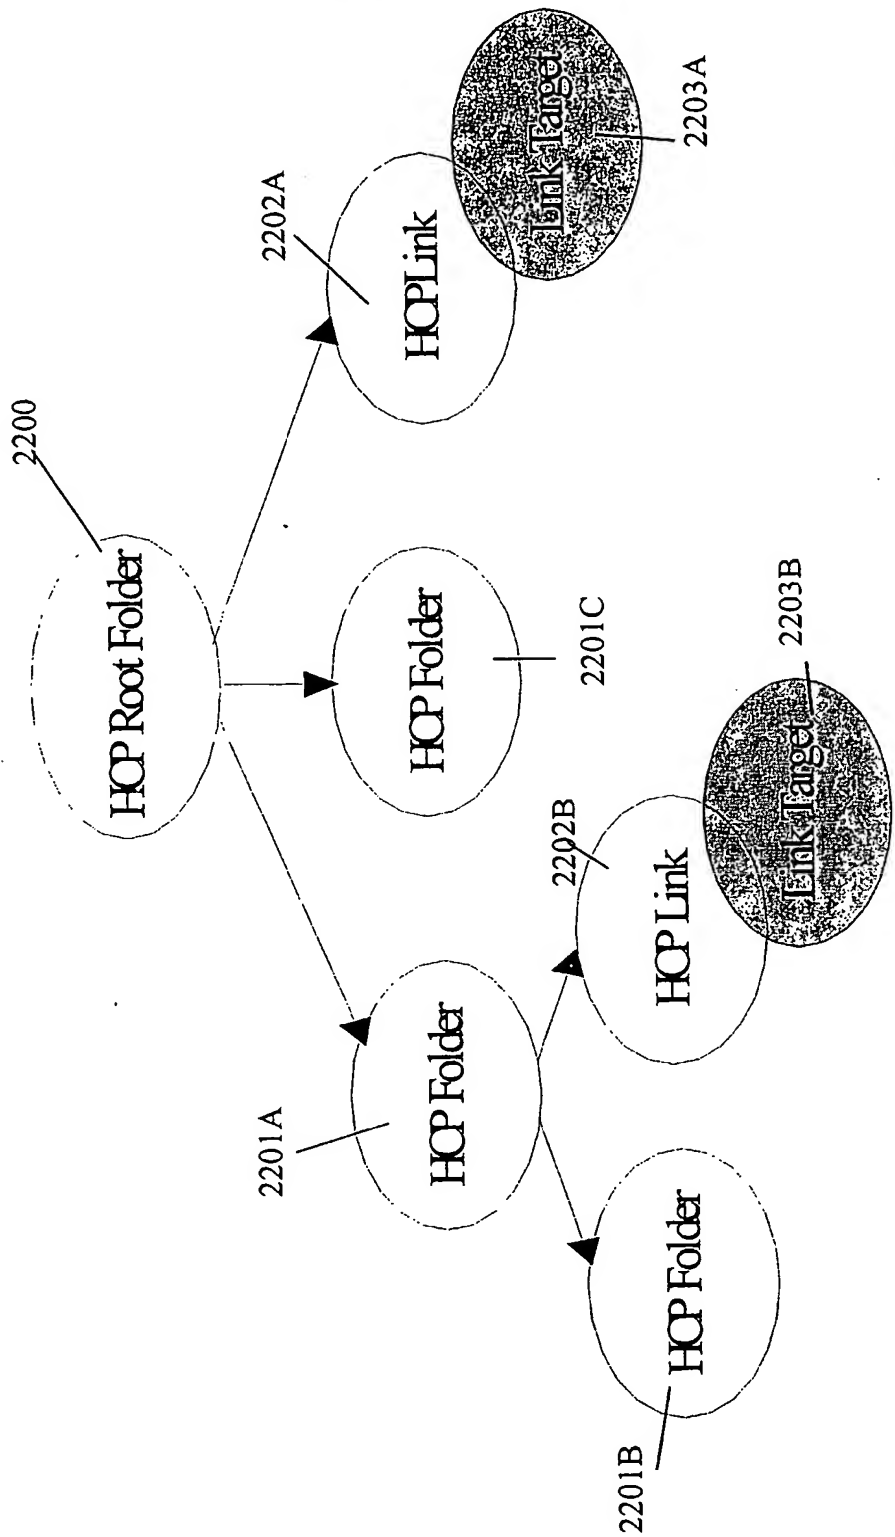 2200
HCP Root Folder
2201A
HCP Folder
HCP Folder
2201C
2202A
HCP Link
Link Target
2203A
2201B
HCP Folder
2202B
HCP Link
Link Target
2203B